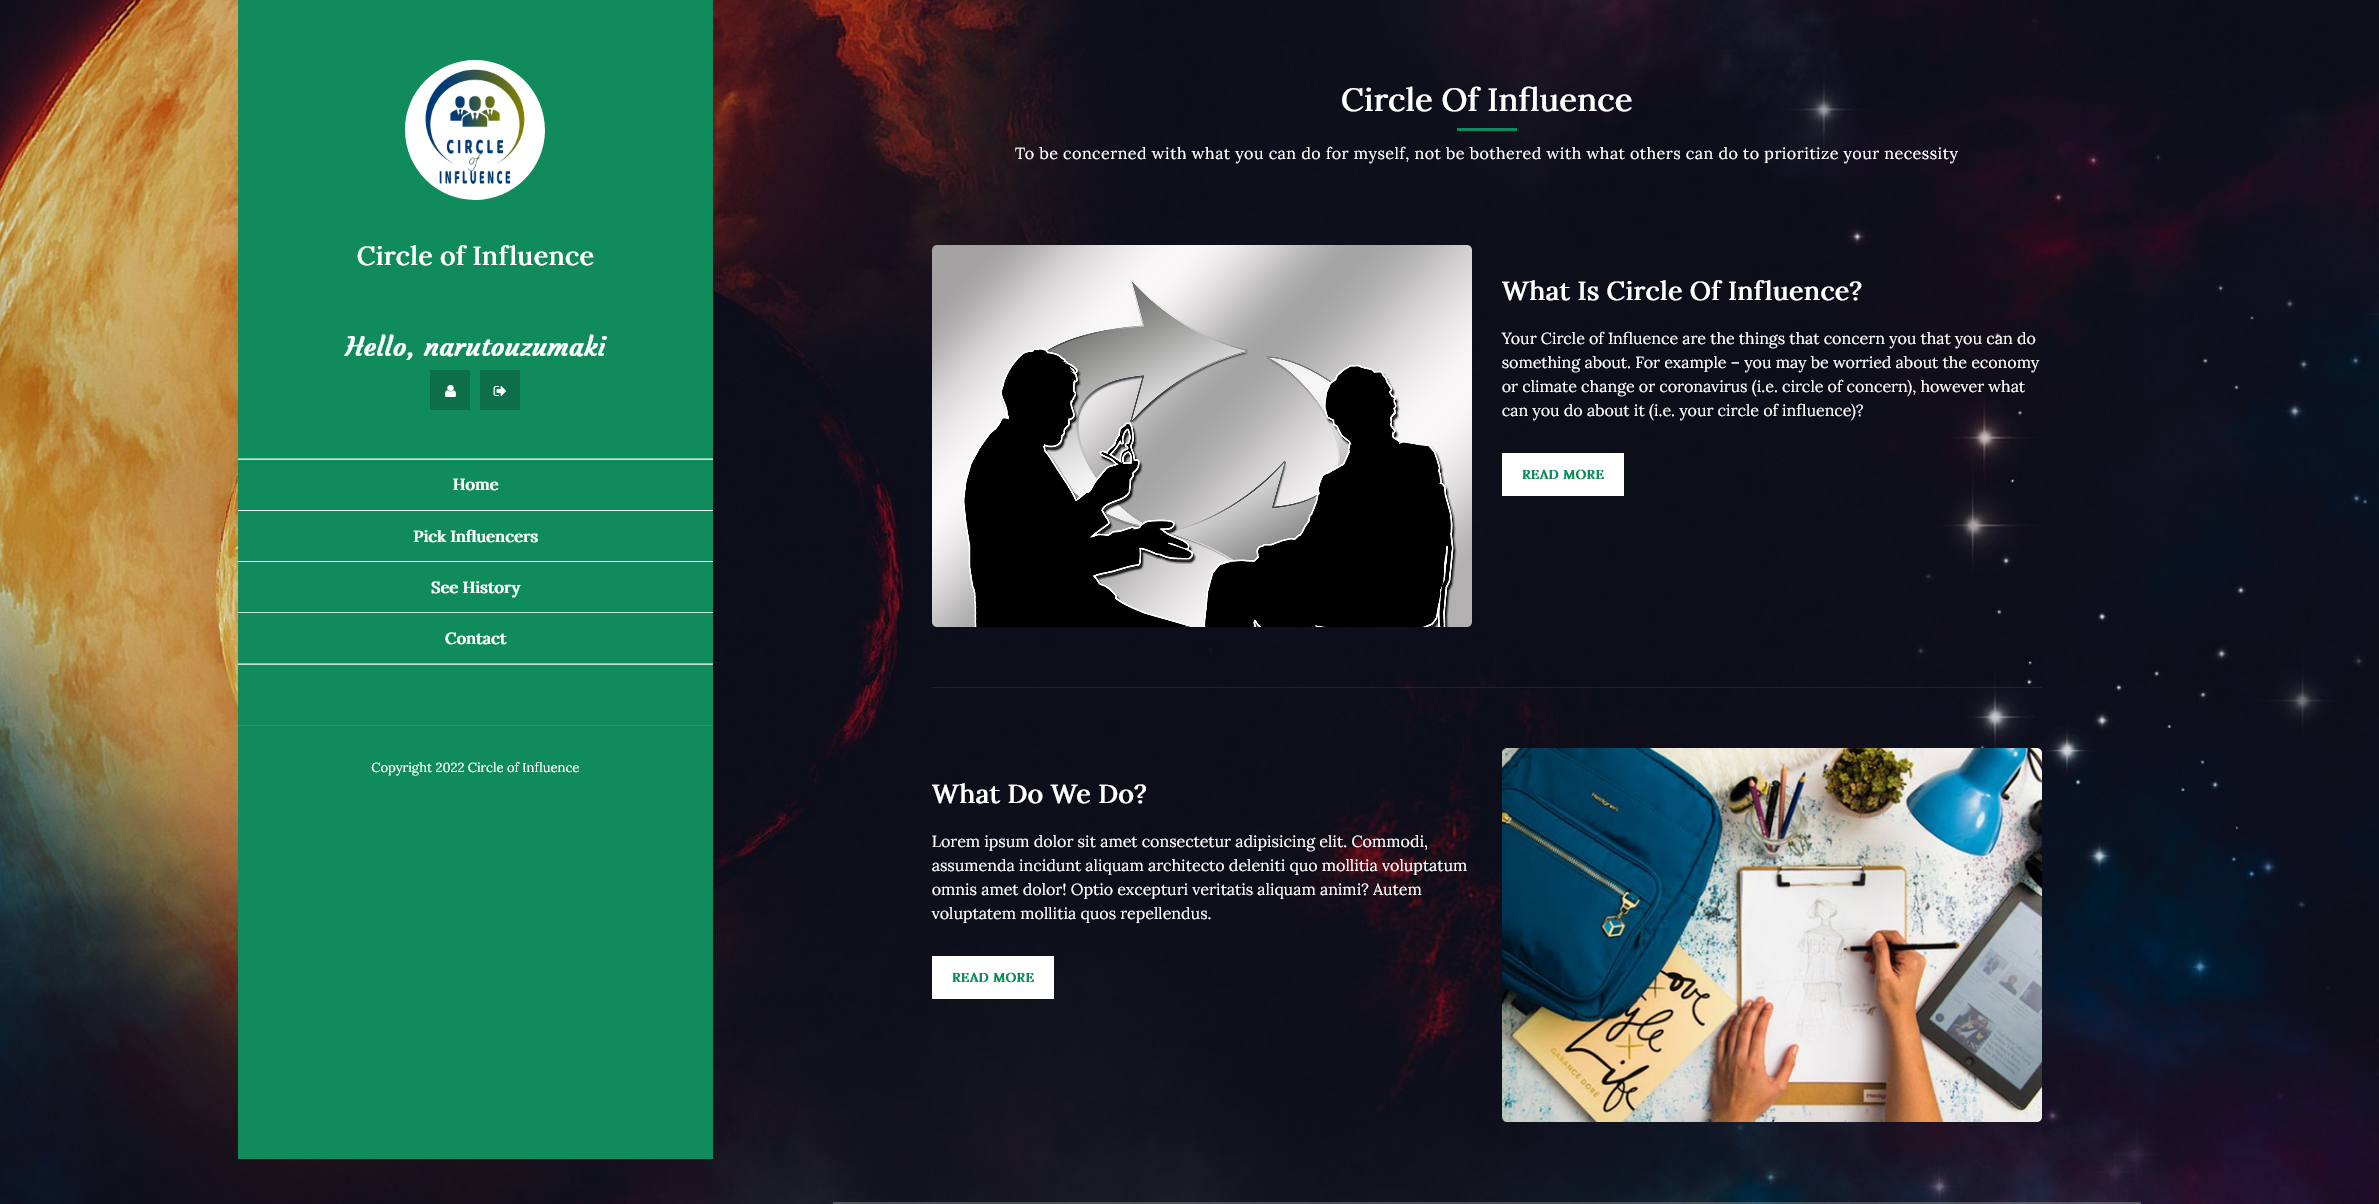 CIRCLE
of
INFLUENCE
Circle of Influence
Hello, narutouzumaki
Home
Pick Influencers
See History
Contact
Copyright 2022 Circle of Influence
Circle Of Influence
To be concerned with what you can do for myself, not be bothered with what others can do to prioritize your necessity
What Is Circle Of Influence?
Your Circle of Influence are the things that concern you that you can do
something about. For example – you may be worried about the economy
or climate change or coronavirus (i.e. circle of concern), however what
can you do about it (i.e. your circle of influence)?
READ MORE
What Do We Do?
Lorem ipsum dolor sit amet consectetur adipisicing elit. Commodi,
assumenda incidunt aliquam architecto deleniti quo mollitia voluptatum
omnis amet dolor! Optio excepturi veritatis aliquam animi? Autem
voluptatem mollitia quos repellendus.
READ MORE
+ ove
yle
+
Life
GARANCE DORÉ